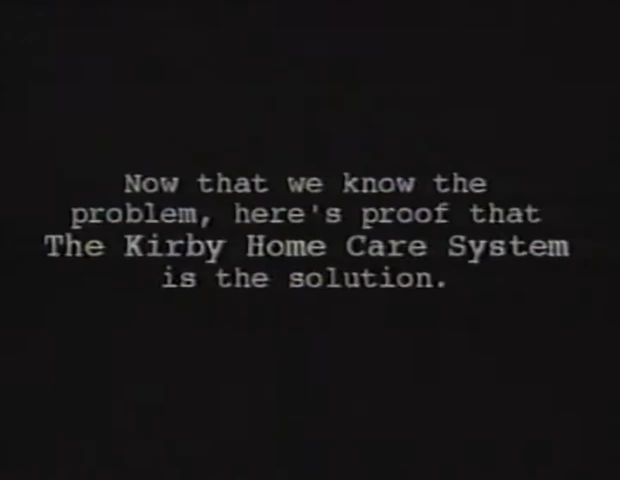 Now that we know the
problem, here's proof that
The Kirby Home Care System
is the solution.